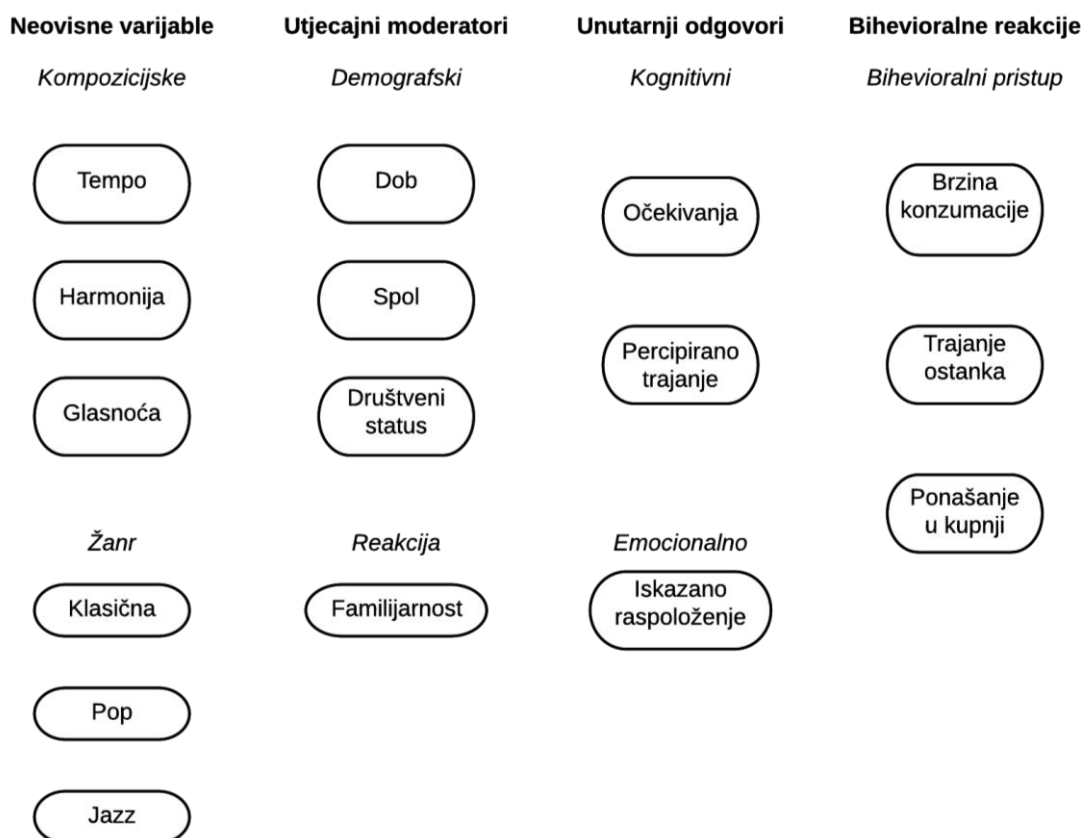 Neovisne varijable
Kompozicijske
Tempo
Harmonija
Glasnoća
Žanr
Klasična
Pop
Jazz
Utjecajni moderatori
Demografski
Dob
Spol
Društveni
status
Reakcija
Familijarnost
Unutarnji odgovori
Kognitivni
Očekivanja
Percipirano
trajanje
Emocionalno
Iskazano
raspoloženje
Bihevioralne reakcije
Bihevioralni pristup
Brzina
konzumacije
Trajanje
ostanka
Ponašanje
u kupnji